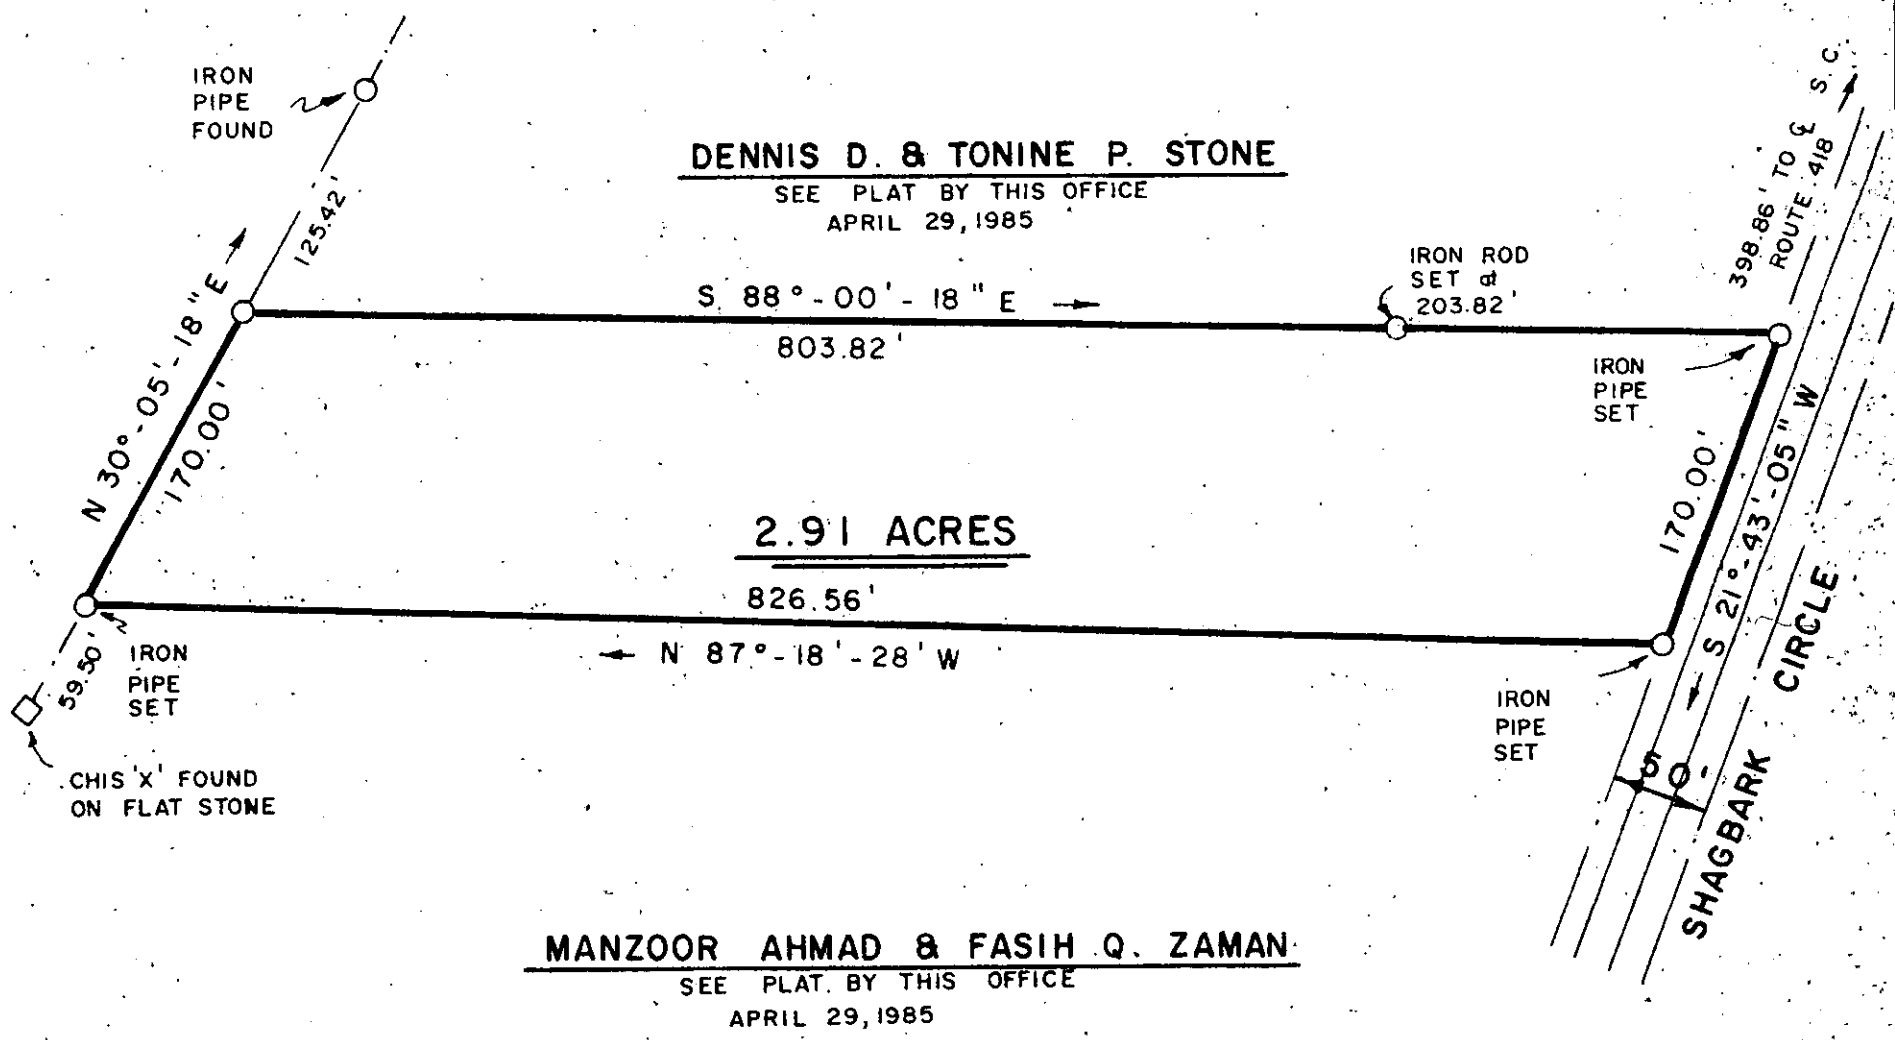 IRON
PIPE
FOUND
125.42'
DENNIS D. & TONINE P. STONE
SEE PLAT BY THIS OFFICE
APRIL 29, 1985
398.86' TO ℄ S.C.
ROUTE 418
IRON ROD
SET at
203.82'
S 88°-00'-18" E
803.82'
N 30°-05'-18" E
170.00'
IRON
PIPE
SET
170.00'
S 21°-43'-05" W
2.91 ACRES
826.56'
N 87°-18'-28' W
59.50'
IRON
PIPE
SET
CHIS 'X' FOUND
ON FLAT STONE
IRON
PIPE
SET
50'
SHAGBARK CIRCLE
MANZOOR AHMAD & FASIH Q. ZAMAN
SEE PLAT BY THIS OFFICE
APRIL 29, 1985